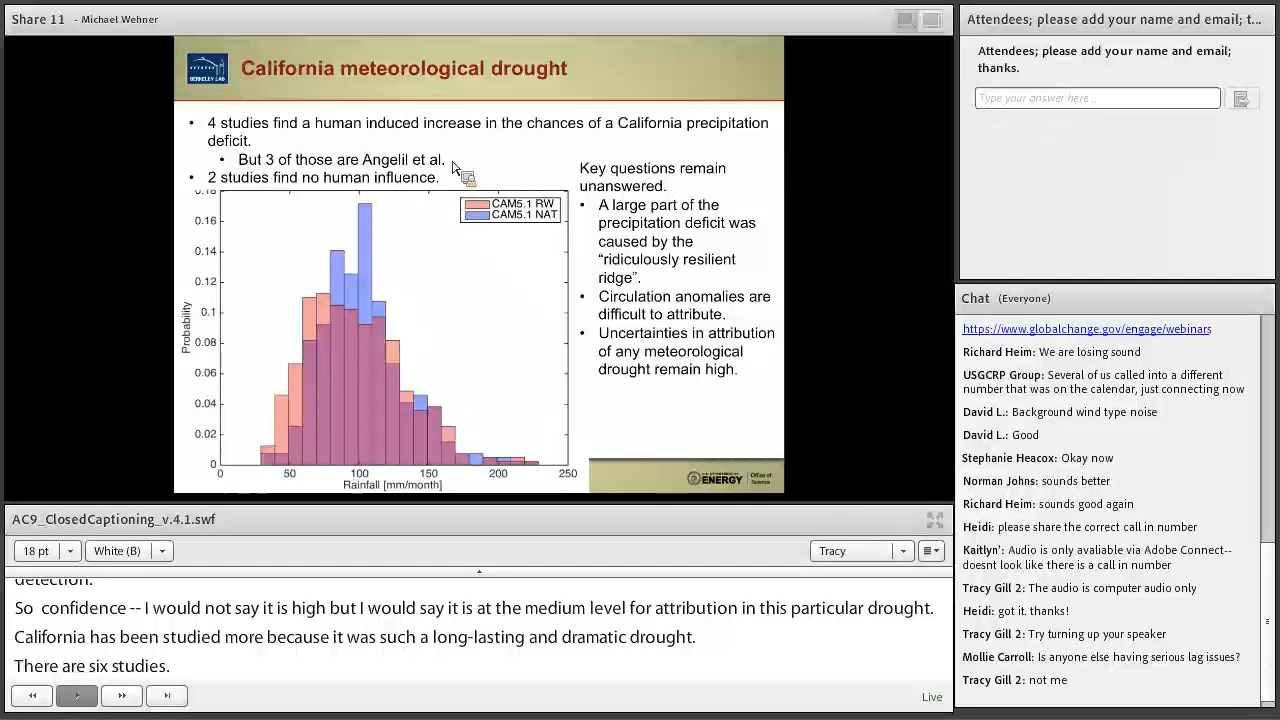 Share 11 - Michael Wehner
BERKELEY LAB
California meteorological drought
• 4 studies find a human induced increase in the chances of a California precipitation
deficit.
• But 3 of those are Angelil et al.
• 2 studies find no human influence.
Key questions remain
unanswered.
• A large part of the
precipitation deficit was
caused by the
“ridiculously resilient
ridge”.
• Circulation anomalies are
difficult to attribute.
• Uncertainties in attribution
of any meteorological
drought remain high.
CAM5.1 RW
CAM5.1 NAT
0.18
0.16
0.14
0.12
0.1
0.08
0.06
0.04
0.02
0
Probability
0 50 100 150 200 250
Rainfall [mm/month]
ENERGY
Office of
Science
AC9_ClosedCaptioning_v.4.1.swf
18 pt White (B) Tracy
detection.
So confidence -- I would not say it is high but I would say it is at the medium level for attribution in this particular drought.
California has been studied more because it was such a long-lasting and dramatic drought.
There are six studies.
Live
Attendees; please add your name and email; t...
Attendees; please add your name and email;
thanks.
Type your answer here ..
Chat (Everyone)
https://www.globalchange.gov/engage/webinars
Richard Heim: We are losing sound
USGCRP Group: Several of us called into a different
number that was on the calendar, just connecting now
David L.: Background wind type noise
David L.: Good
Stephanie Heacox: Okay now
Norman Johns: sounds better
Richard Heim: sounds good again
Heidi: please share the correct call in number
Kaitlyn': Audio is only avaliable via Adobe Connect--
doesnt look like there is a call in number
Tracy Gill 2: The audio is computer audio only
Heidi: got it. thanks!
Tracy Gill 2: Try turning up your speaker
Mollie Carroll: Is anyone else having serious lag issues?
Tracy Gill 2: not me